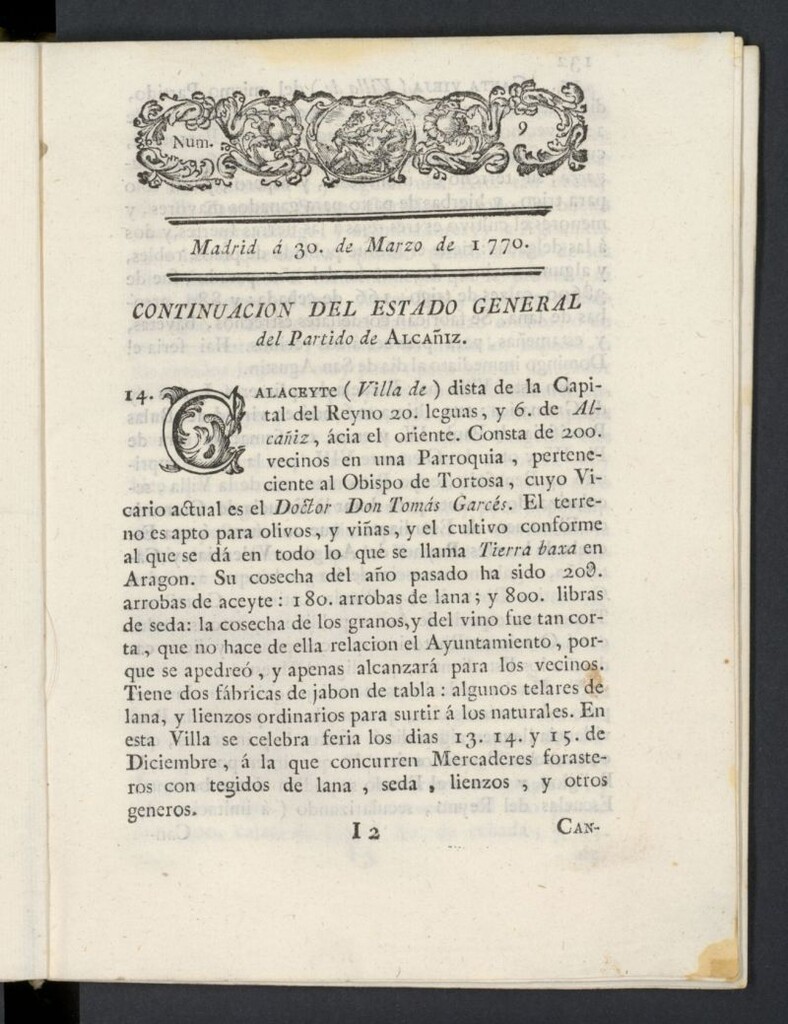 Num. 9
Madrid á 30. de Marzo de 1770.
CONTINUACION DEL ESTADO GENERAL
del Partido de ALCAÑIZ.
14. CALACEYTE ( Villa de ) dista de la Capi-
tal del Reyno 20. leguas, y 6. de Al-
cañiz, ácia el oriente. Consta de 200.
vecinos en una Parroquia , pertene-
ciente al Obispo de Tortosa, cuyo Vi-
cario actual es el Doctor Don Tomás Garcés. El terre-
no es apto para olivos, y viñas, y el cultivo conforme
al que se dá en todo lo que se llama Tierra baxa en
Aragon. Su cosecha del año pasado ha sido
arrobas de aceyte : 180. arrobas de lana ; y 800. libras
de seda: la cosecha de los granos,y del vino fue tan cor-
ta , que no hace de ella relacion el Ayuntamiento , por-
que se apedreó , y apenas alcanzará para los vecinos.
Tiene dos fábricas de jabon de tabla : algunos telares de
lana, y lienzos ordinarios para surtir á los naturales. En
esta Villa se celebra feria los dias 13. 14. y 15. de
Diciembre , á la que concurren Mercaderes foraste-
ros con tegidos de lana , seda , lienzos , y otros
generos.
I 2 CAN-